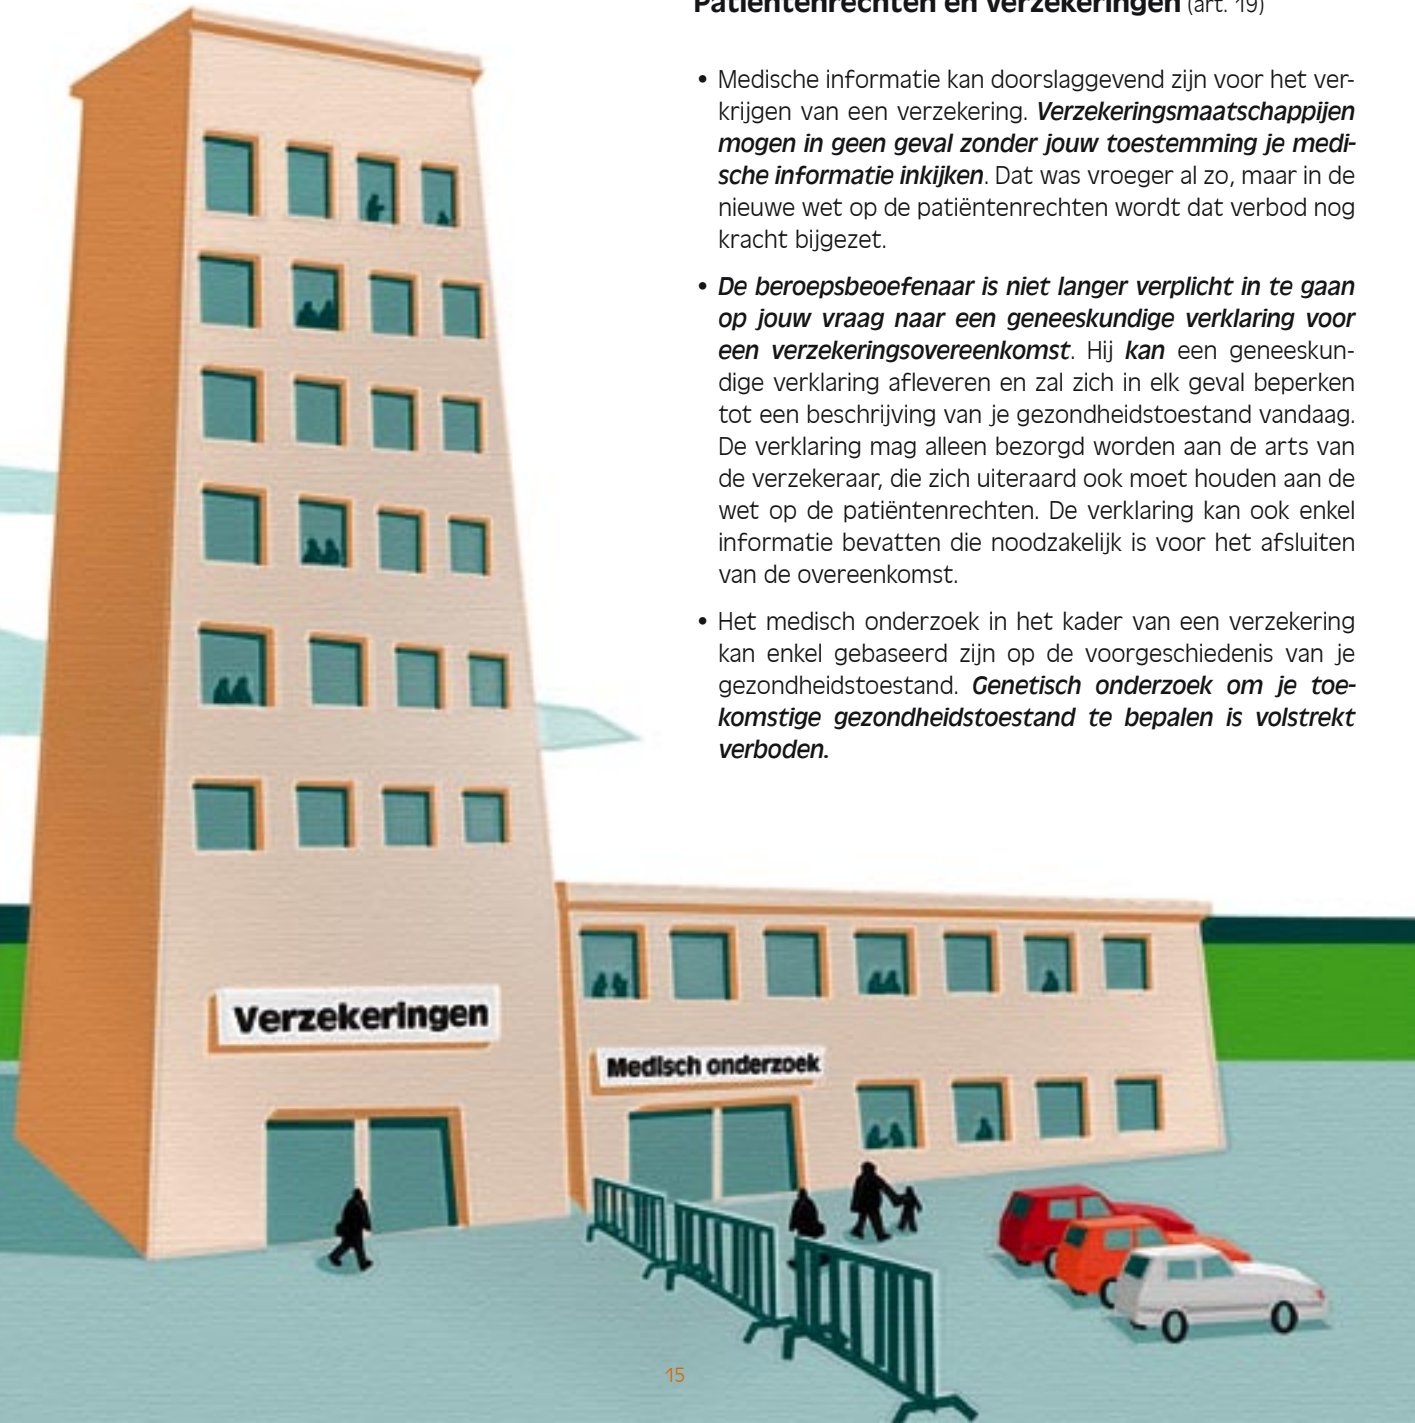 Patiëntenrechten en verzekeringen (art. 19)
• Medische informatie kan doorslaggevend zijn voor het ver-
krijgen van een verzekering. Verzekeringsmaatschappijen
mogen in geen geval zonder jouw toestemming je medi-
sche informatie inkijken. Dat was vroeger al zo, maar in de
nieuwe wet op de patiëntenrechten wordt dat verbod nog
kracht bijgezet.
• De beroepsbeoefenaar is niet langer verplicht in te gaan
op jouw vraag naar een geneeskundige verklaring voor
een verzekeringsovereenkomst. Hij kan een geneeskun-
dige verklaring afleveren en zal zich in elk geval beperken
tot een beschrijving van je gezondheidstoestand vandaag.
De verklaring mag alleen bezorgd worden aan de arts van
de verzekeraar, die zich uiteraard ook moet houden aan de
wet op de patiëntenrechten. De verklaring kan ook enkel
informatie bevatten die noodzakelijk is voor het afsluiten
van de overeenkomst.
• Het medisch onderzoek in het kader van een verzekering
kan enkel gebaseerd zijn op de voorgeschiedenis van je
gezondheidstoestand. Genetisch onderzoek om je toe-
komstige gezondheidstoestand te bepalen is volstrekt
verboden.
Verzekeringen
Medisch onderzoek
15